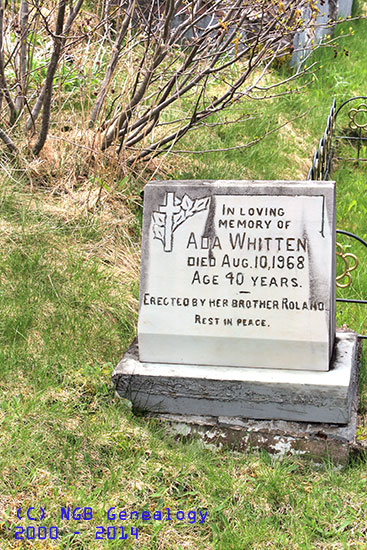 In loving
memory of
Ada Whitten
Died Aug. 10, 1968
Age 40 years.
Erected by her brother Roland
Rest in peace.
(C) NGB Genealogy
2000 - 2014